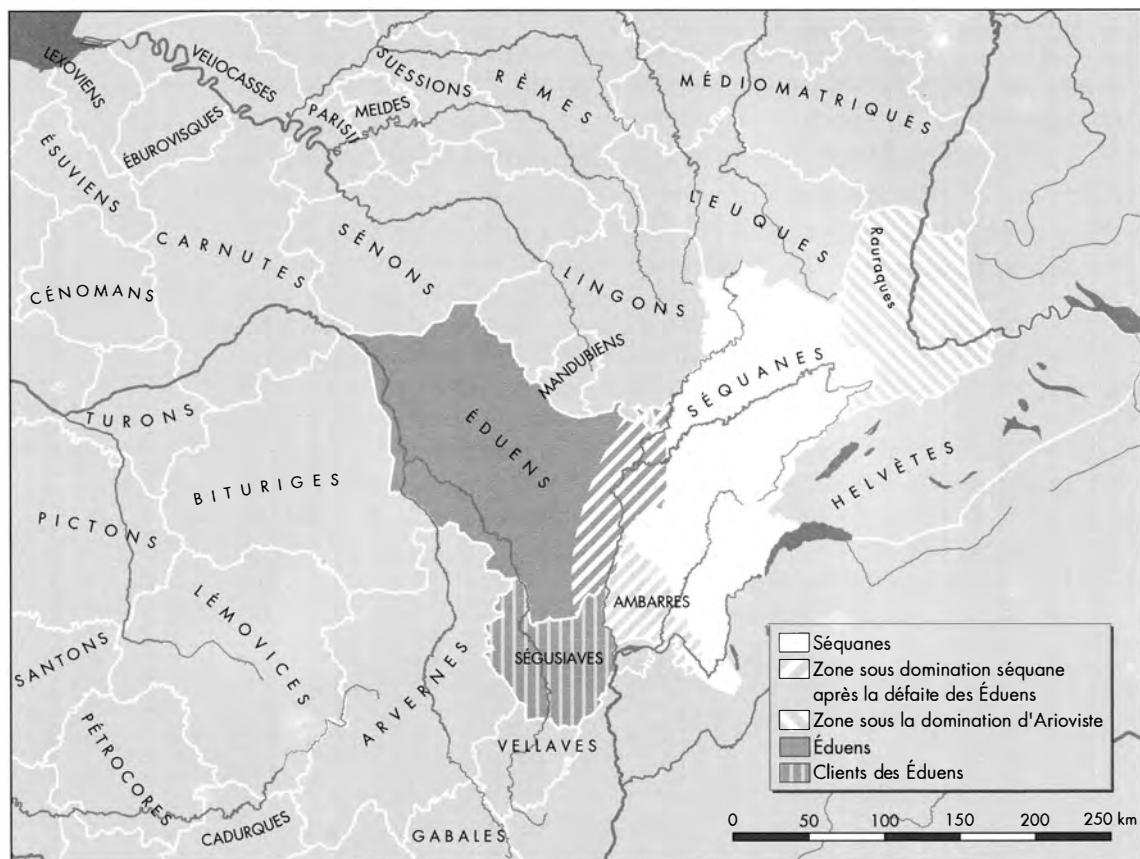 LEXOVIENS
VELIOCASSES
SUESSIONS
RÈMES
MÉDIOMATRIQUES
PARISII
MELDES
ÉBUROVISQUES
ÉSUVIENS
LEUQUES
CARNUTES
SÉNONS
Rauraques
CÉNOMANS
LINGONS
MANDUBIENS
SÉQUANES
TURONS
ÉDUENS
BITURIGES
HELVÈTES
PICTONS
LÉMOVICES
AMBARRES
SANTONS
ARVERNES
SÉGUSIAVES
PÉTROCORES
VELLAVES
CADURQUES
GABALES
Séquanes
Zone sous domination séquane
après la défaite des Éduens
Zone sous la domination d'Arioviste
Éduens
Clients des Éduens
0 50 100 150 200 250 km